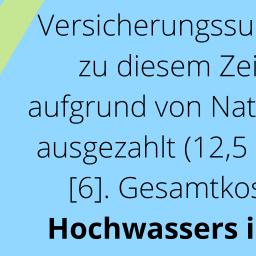 Versicherungssu
zu diesem Zei
aufgrund von Nat
ausgezahlt (12,5
[6]. Gesamtkos
Hochwassers i